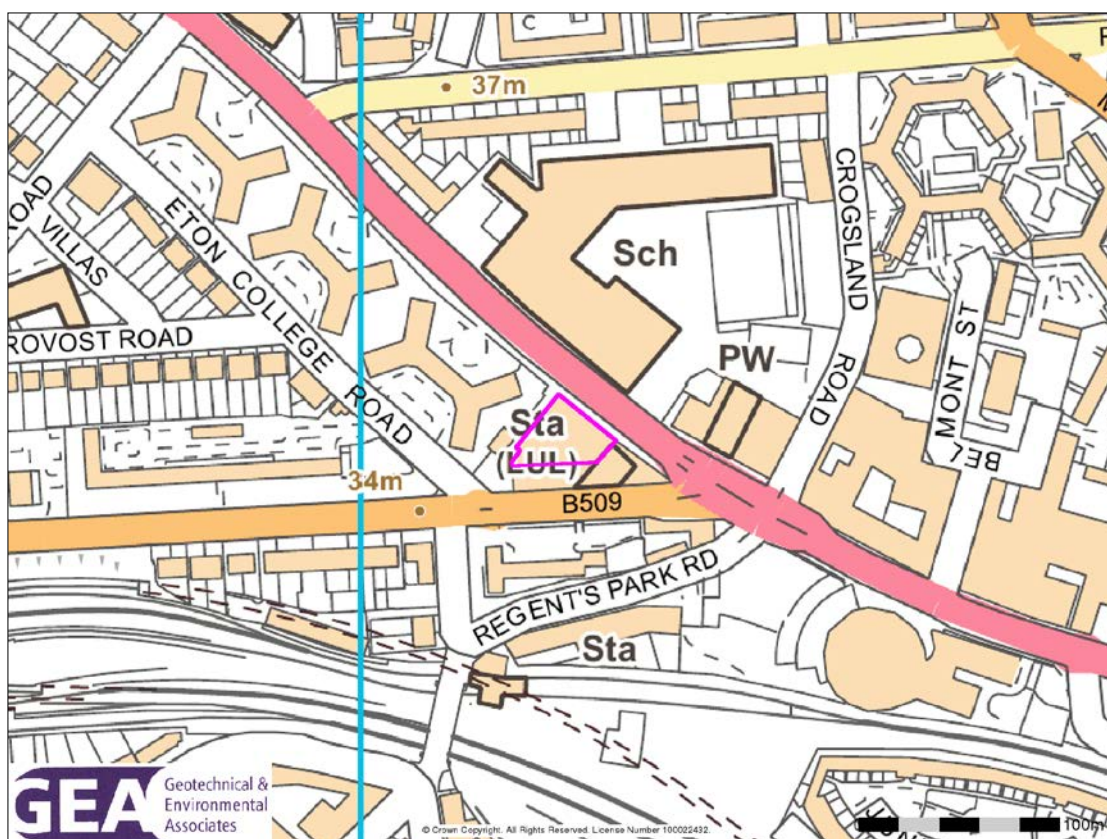 C
37m
ROAD
VILLAS
ETON COLLEGE ROAD
CROGSLAND ROAD
Sch
ROVOST ROAD
PW
BEL MONT ST
Sta
(LUL)
34m
B509
REGENT'S PARK RD
Sta
GEA
Geotechnical &
Environmental
Associates
© Crown Copyright. All Rights Reserved. License Number 100022432.
100m